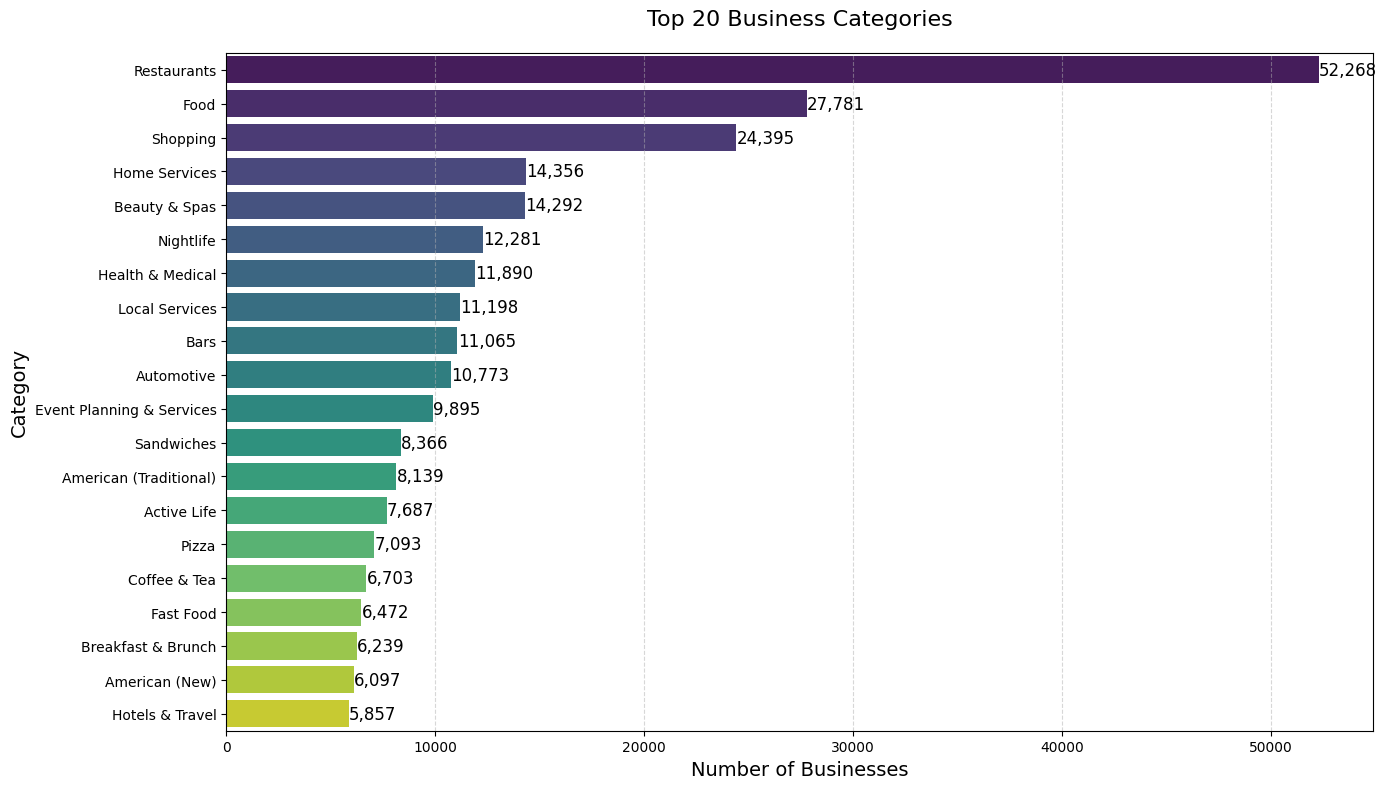 Top 20 Business Categories
Restaurants 52,268
Food 27,781
Shopping 24,395
Home Services 14,356
Beauty & Spas 14,292
Nightlife 12,281
Health & Medical 11,890
Local Services 11,198
Bars 11,065
Automotive 10,773
Event Planning & Services 9,895
Sandwiches 8,366
American (Traditional) 8,139
Active Life 7,687
Pizza 7,093
Coffee & Tea 6,703
Fast Food 6,472
Breakfast & Brunch 6,239
American (New) 6,097
Hotels & Travel 5,857
0 10000 20000 30000 40000 50000
Number of Businesses
Category